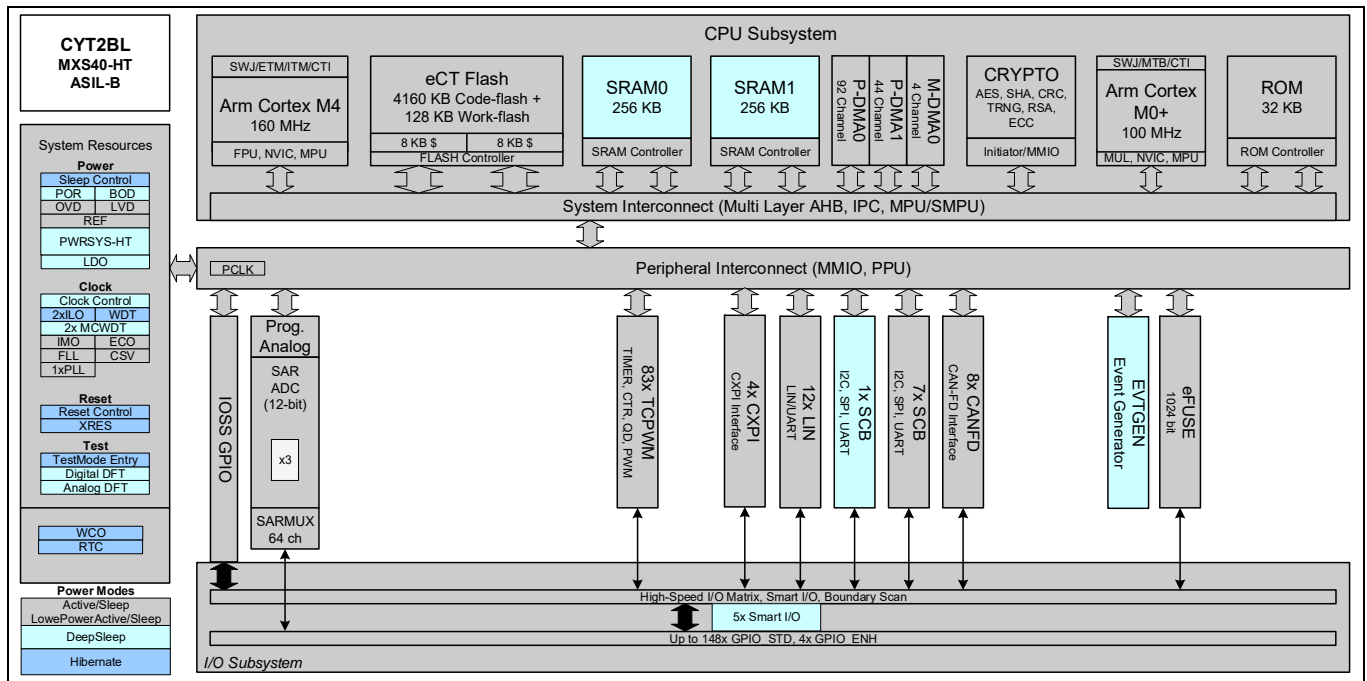 CYT2BL
MXS40-HT
ASIL-B
System Resources
Power
Sleep Control
POR BOD
OVD LVD
REF
PWRSYS-HT
LDO
Clock
Clock Control
2xILO WDT
2x MCWDT
IMO ECO
FLL CSV
1xPLL
Reset
Reset Control
XRES
Test
TestMode Entry
Digital DFT
Analog DFT
WCO
RTC
Power Modes
Active/Sleep
LowePowerActive/Sleep
DeepSleep
Hibernate
CPU Subsystem
SWJ/ETM/ITM/CTI
Arm Cortex M4
160 MHz
FPU, NVIC, MPU
eCT Flash
4160 KB Code-flash +
128 KB Work-flash
8 KB $ 8 KB $
FLASH Controller
SRAM0
256 KB
SRAM Controller
SRAM1
256 KB
SRAM Controller
P-DMA0
92 Channel
P-DMA1
44 Channel
M-DMA0
4 Channel
CRYPTO
AES, SHA, CRC,
TRNG, RSA,
ECC
Initiator/MMIO
SWJ/MTB/CTI
Arm Cortex
M0+
100 MHz
MUL, NVIC, MPU
ROM
32 KB
ROM Controller
System Interconnect (Multi Layer AHB, IPC, MPU/SMPU)
PCLK
Peripheral Interconnect (MMIO, PPU)
IOSS GPIO
Prog.
Analog
SAR
ADC
(12-bit)
x3
SARMUX
64 ch
83x TCPWM
TIMER, CTR, QD, PWM
4x CXPI
CXPI Interface
12x LIN
LIN/UART
1x SCB
I2C, SPI, UART
7x SCB
I2C, SPI, UART
8x CANFD
CAN-FD Interface
EVTGEN
Event Generator
eFUSE
1024 bit
High-Speed I/O Matrix, Smart I/O, Boundary Scan
5x Smart I/O
Up to 148x GPIO_STD, 4x GPIO_ENH
I/O Subsystem